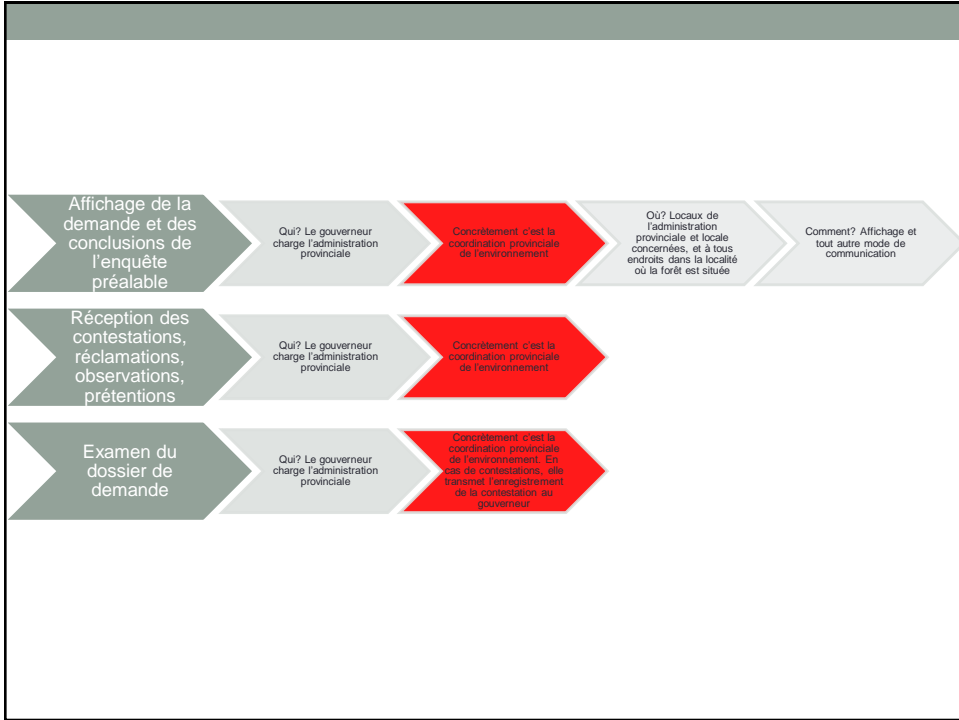 Affichage de la
demande et des
conclusions de
l'enquête
préalable
Qui? Le gouverneur
charge l'administration
provinciale
Concrètement c'est la
coordination provinciale
de l'environnement
Où? Locaux de
l'administration
provinciale et locale
concernées, et à tous
endroits dans la localité
où la forêt est située
Comment? Affichage et
tout autre mode de
communication
Réception des
contestations,
réclamations,
observations,
prétentions
Qui? Le gouverneur
charge l'administration
provinciale
Concrètement c'est la
coordination provinciale
de l'environnement
Examen du
dossier de
demande
Qui? Le gouverneur
charge l'administration
provinciale
Concrètement c'est la
coordination provinciale
de l'environnement. En
cas de contestations, elle
transmet l'enregistrement
de la contestation au
gouverneur